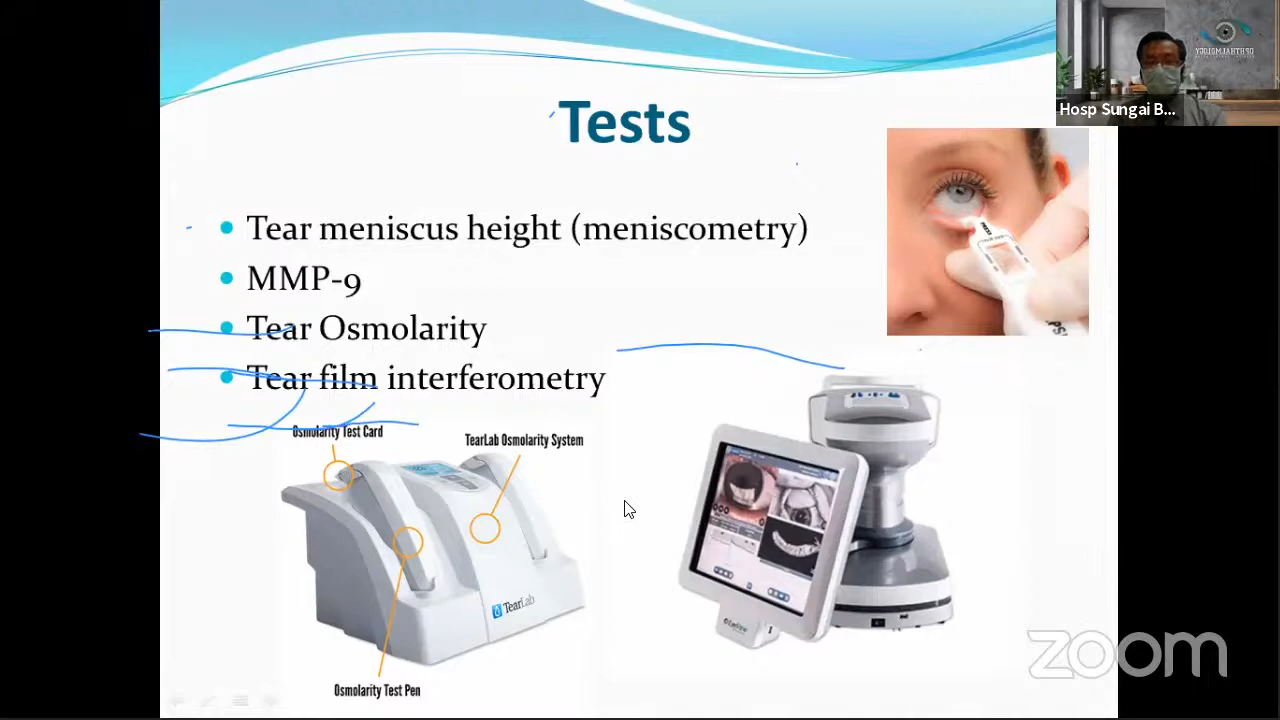 Tests
OPHTHALMOLOGY
Hosp Sungai B...
Tear meniscus height (meniscometry)
MMP-9
Tear Osmolarity
Tear film interferometry
Osmolarity Test Card
TearLab Osmolarity System
TearLab
Osmolarity Test Pen
zoom